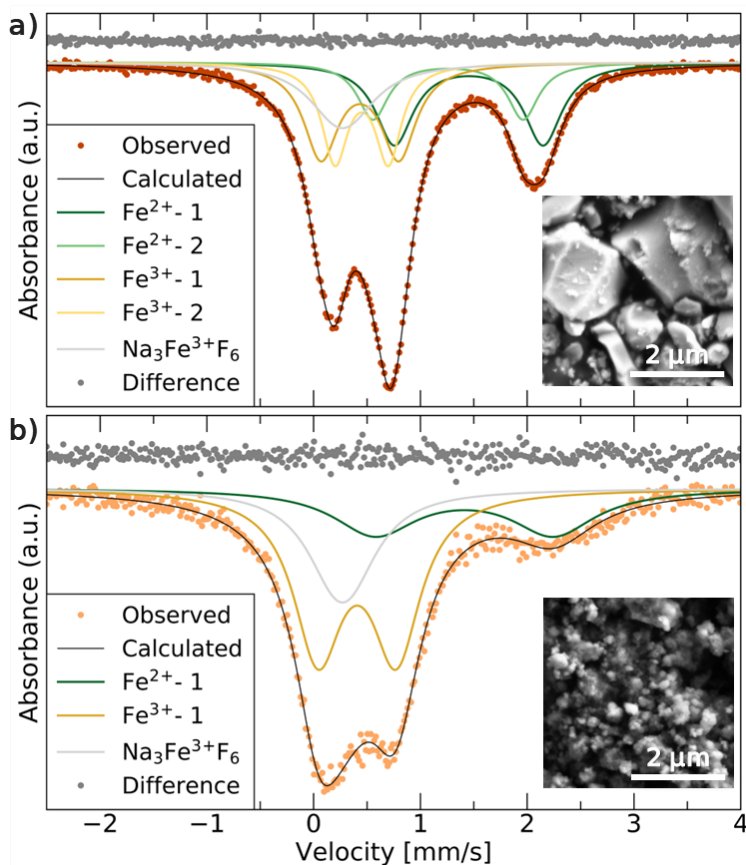 a)
Absorbance (a.u.)
Observed
Calculated
Fe²⁺- 1
Fe²⁺- 2
Fe³⁺- 1
Fe³⁺- 2
Na₃Fe³⁺F₆
Difference
2 µm
b)
Absorbance (a.u.)
Observed
Calculated
Fe²⁺- 1
Fe³⁺- 1
Na₃Fe³⁺F₆
Difference
2 µm
−2 −1 0 1 2 3 4
Velocity [mm/s]